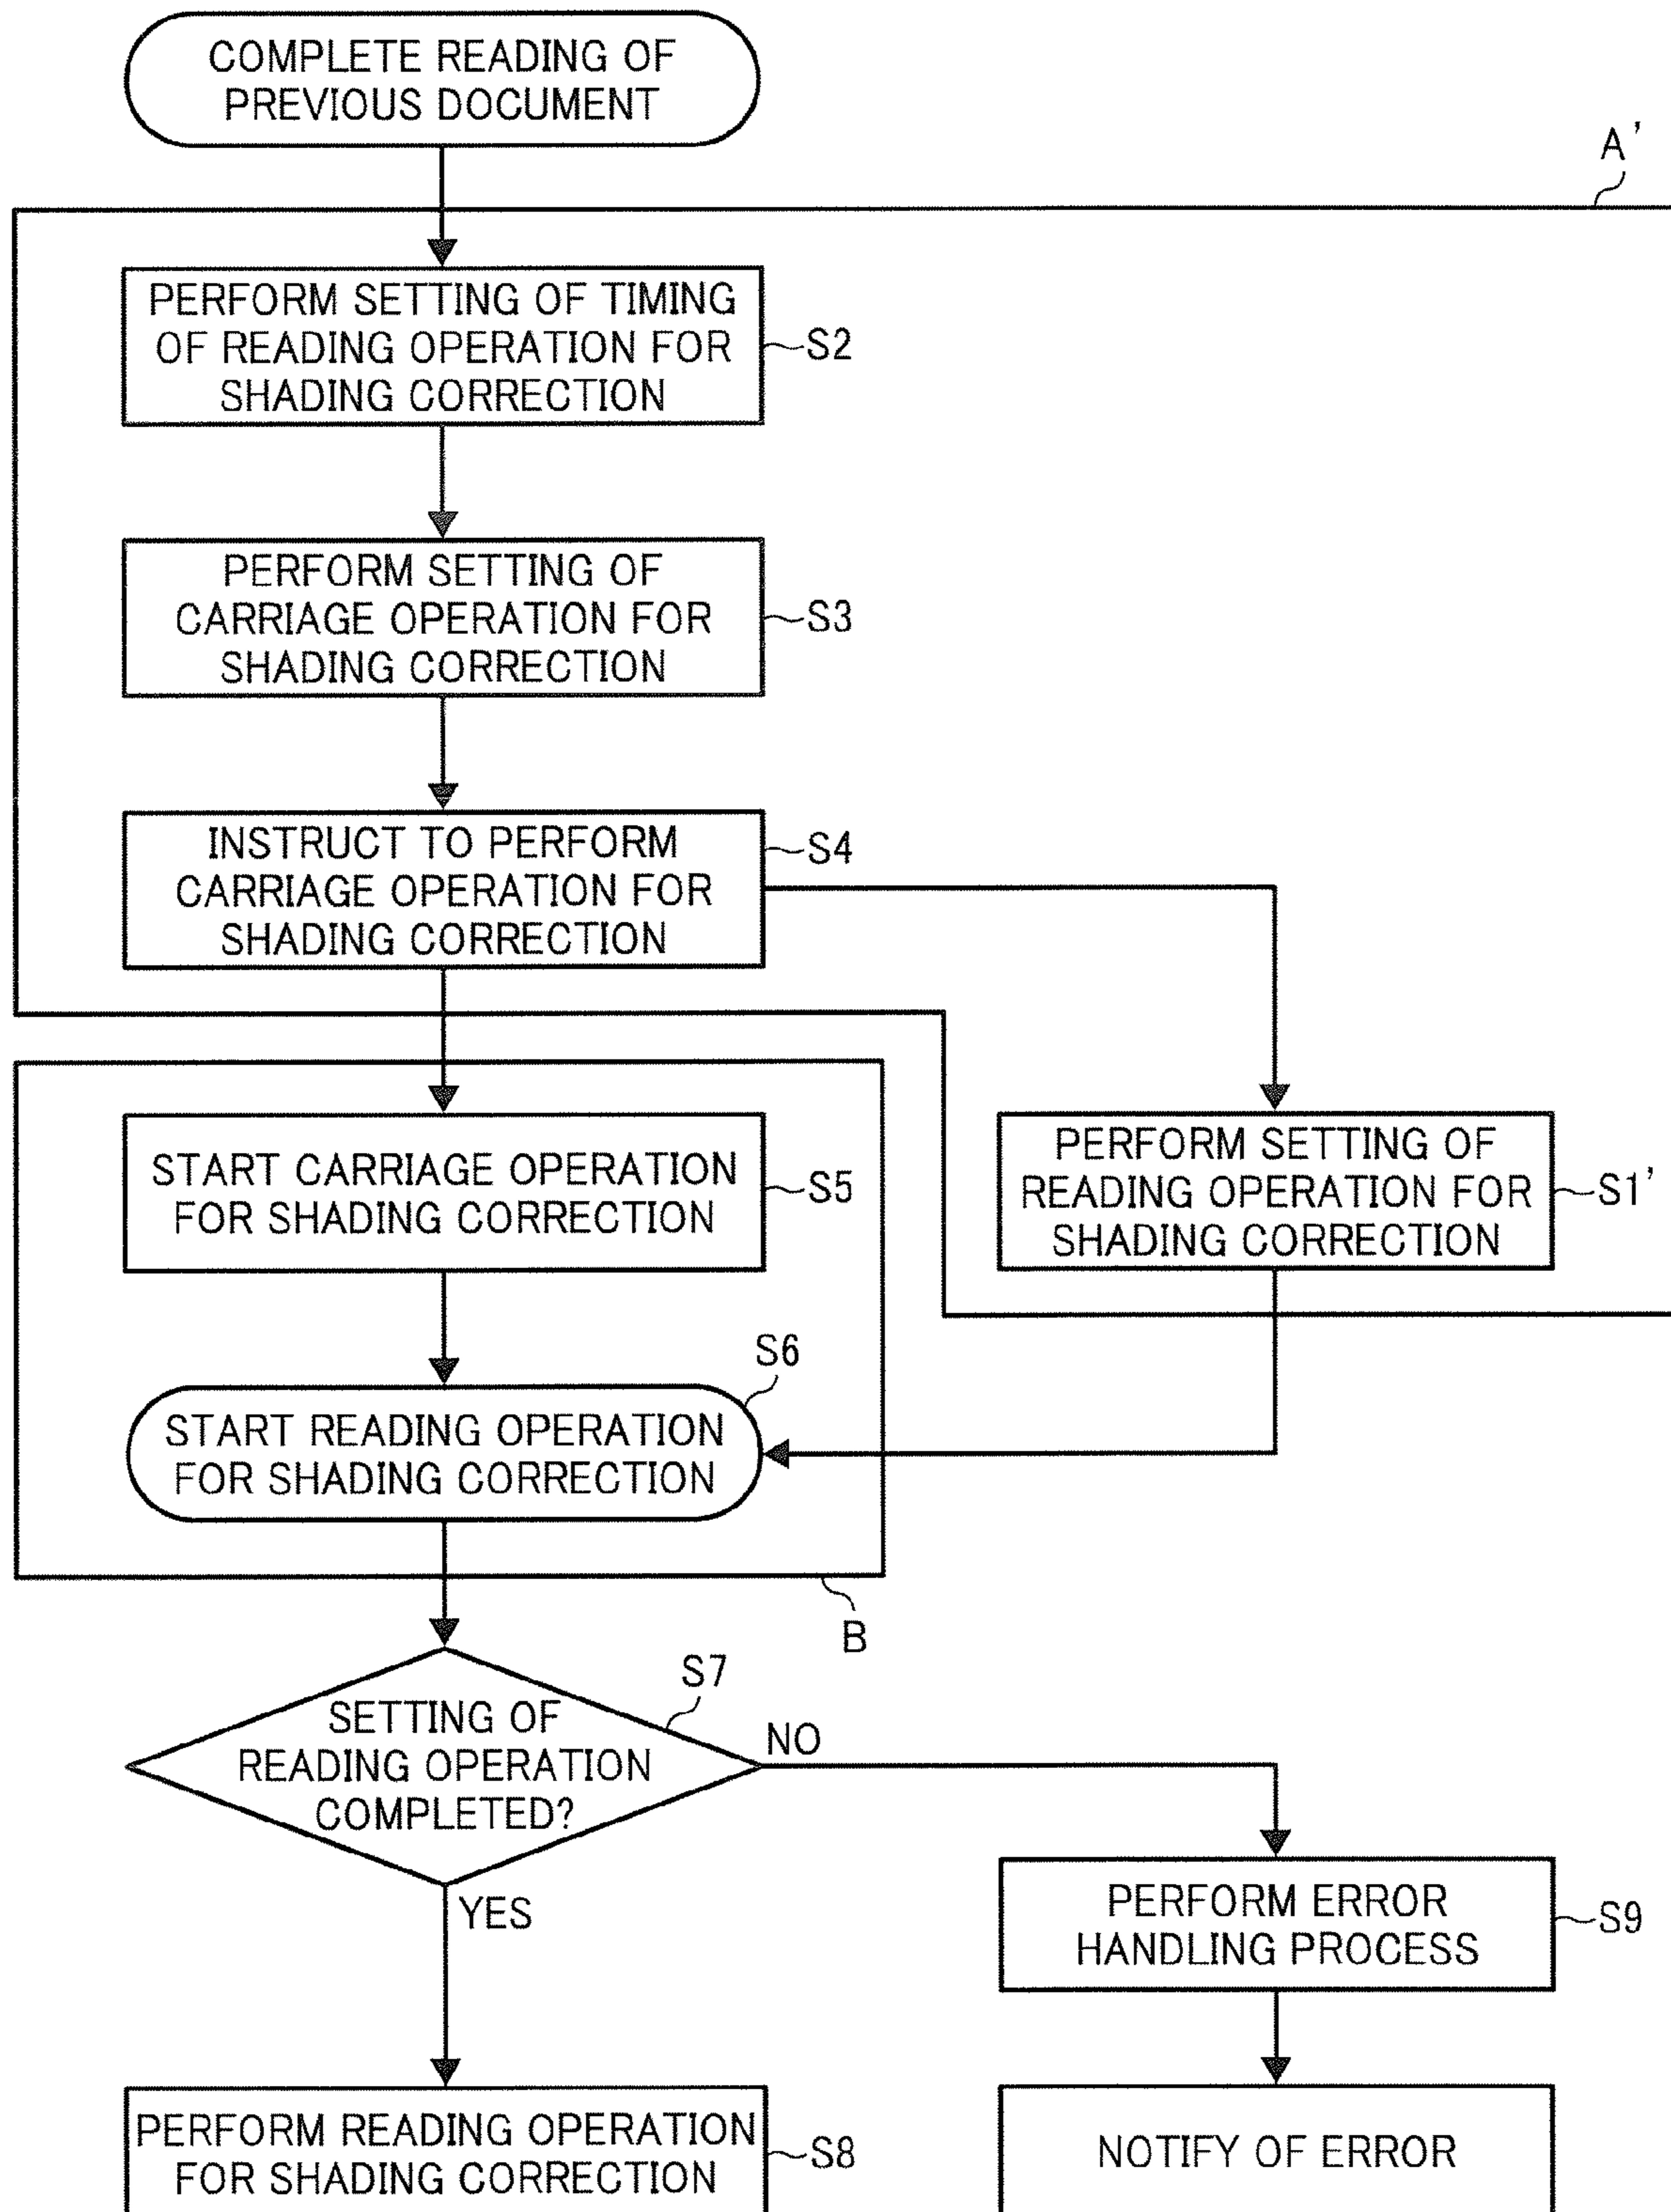 COMPLETE READING OF
PREVIOUS DOCUMENT
A'
PERFORM SETTING OF TIMING
OF READING OPERATION FOR
SHADING CORRECTION
S2
PERFORM SETTING OF
CARRIAGE OPERATION FOR
SHADING CORRECTION
S3
INSTRUCT TO PERFORM
CARRIAGE OPERATION FOR
SHADING CORRECTION
S4
START CARRIAGE OPERATION
FOR SHADING CORRECTION
S5
PERFORM SETTING OF
READING OPERATION FOR
SHADING CORRECTION
S1'
S6
START READING OPERATION
FOR SHADING CORRECTION
B
S7
SETTING OF
READING OPERATION
COMPLETED?
NO
YES
PERFORM ERROR
HANDLING PROCESS
S9
PERFORM READING OPERATION
FOR SHADING CORRECTION
S8
NOTIFY OF ERROR